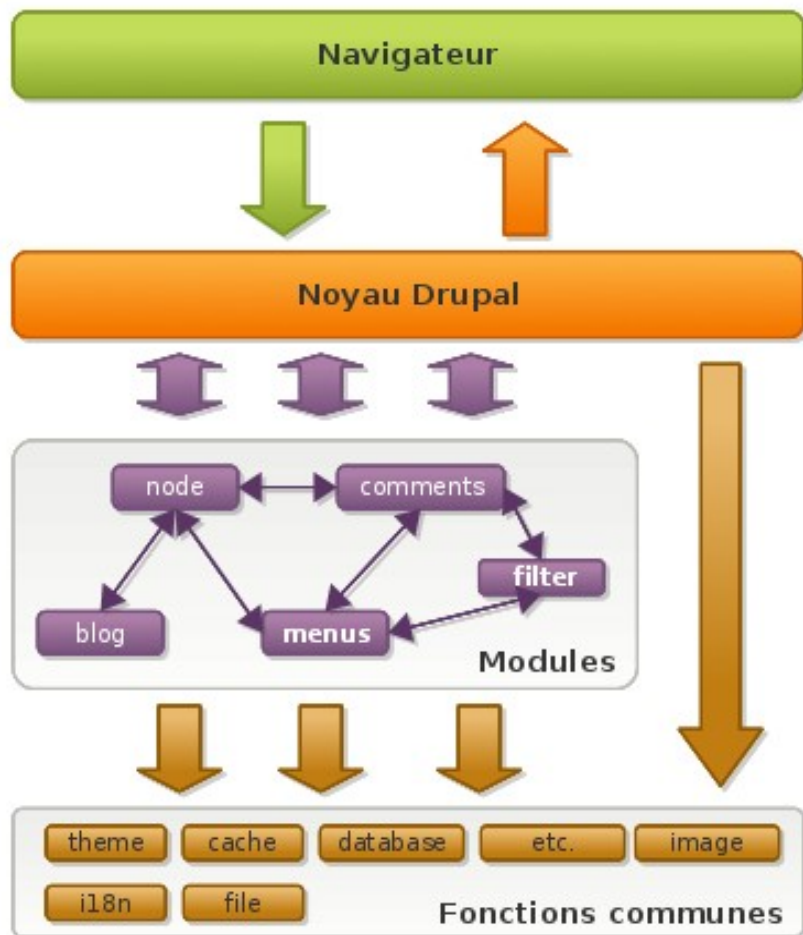 Navigateur
Noyau Drupal
node
comments
filter
blog
menus
Modules
theme
cache
database
etc.
image
i18n
file
Fonctions communes